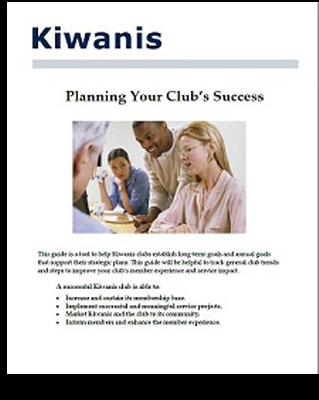 Kiwanis
Planning Your Club's Success
This guide is a tool to help Kiwanis clubs establish long-term goals and annual goals
that support their strategic plans. This guide will be helpful to track general club trends
and steps to improve your club's member experience and service impact.
A successful Kiwanis club is able to:
• Increase and sustain its membership base.
• Implement successful and meaningful service projects.
• Market Kiwanis and the club to its community.
• Inform members and enhance the member experience.